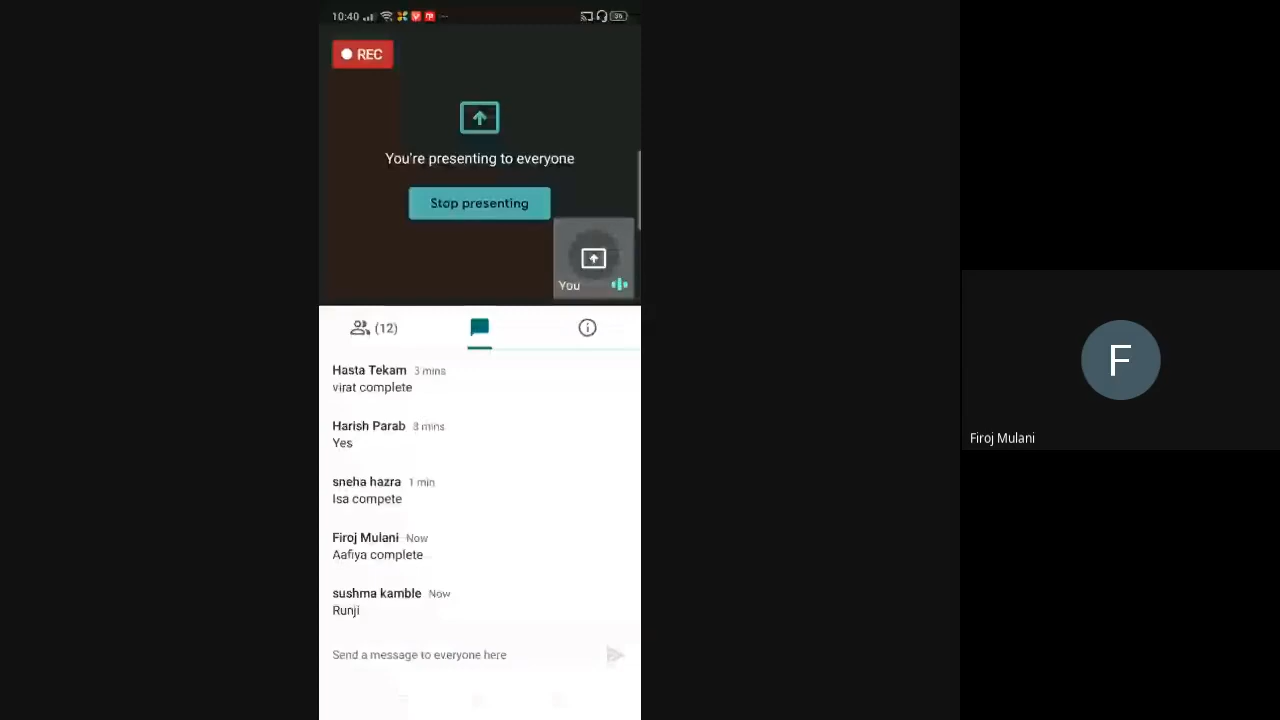 10:40
REC
You're presenting to everyone
Stop presenting
You
(12)
Hasta Tekam 3 mins
virat complete
Harish Parab 3 mins
Yes
sneha hazra 1 min
Isa compete
Firoj Mulani Now
Aafiya complete
sushma kamble Now
Runji
Send a message to everyone here
F
Firoj Mulani